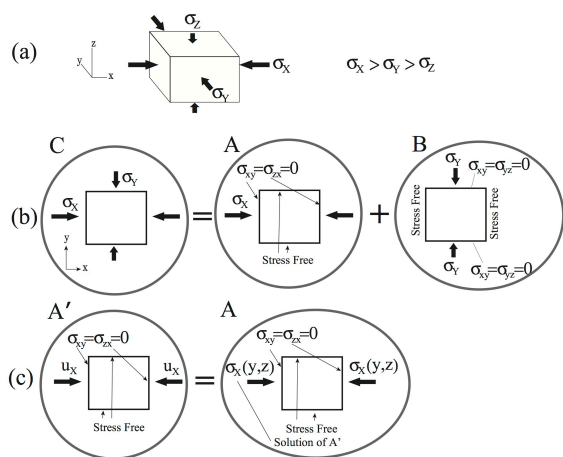 (a)
z
y
x
σZ
σX
σY
σX > σY > σZ
(b)
C
σY
σX
y
x
=
A
σxy=σzx=0
σX
Stress Free
+
B
σY
σxy=σyz=0
Stress Free
Stress Free
σY
σxy=σyz=0
(c)
A′
σxy=σzx=0
uX
uX
Stress Free
=
A
σxy=σzx=0
σX(y,z)
σX(y,z)
Stress Free
Solution of A'